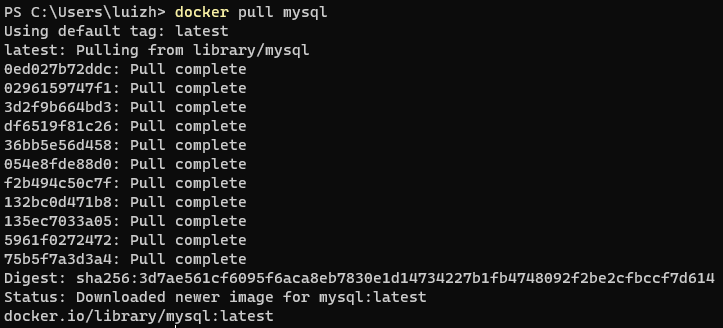 PS C:\Users\luizh> docker pull mysql
Using default tag: latest
latest: Pulling from library/mysql
0ed027b72ddc: Pull complete
0296159747f1: Pull complete
3d2f9b664bd3: Pull complete
df6519f81c26: Pull complete
36bb5e56d458: Pull complete
054e8fde88d0: Pull complete
f2b494c50c7f: Pull complete
132bc0d471b8: Pull complete
135ec7033a05: Pull complete
5961f0272472: Pull complete
75b5f7a3d3a4: Pull complete
Digest: sha256:3d7ae561cf6095f6aca8eb7830e1d14734227b1fb4748092f2be2cfbccf7d614
Status: Downloaded newer image for mysql:latest
docker.io/library/mysql:latest